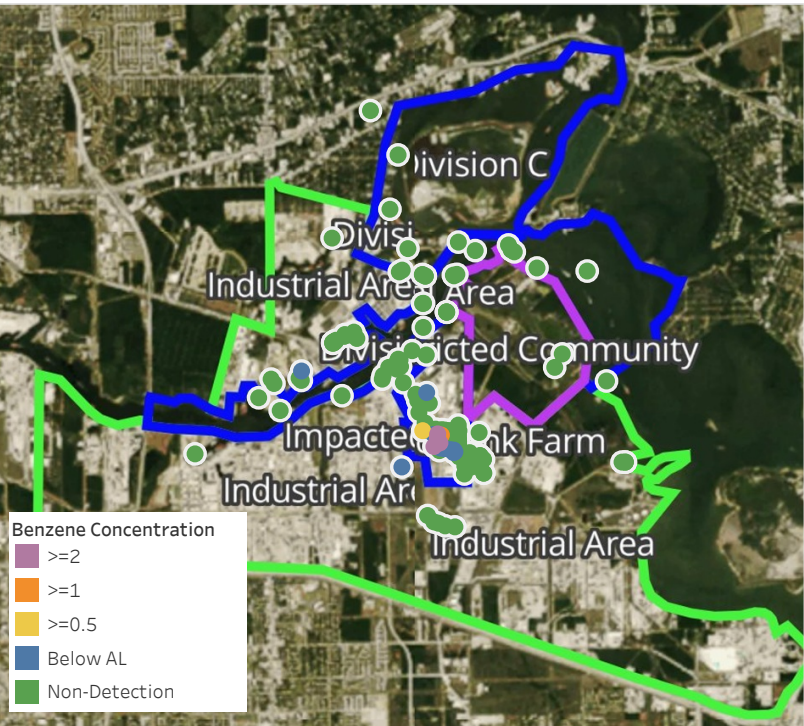 Division C
Divisi
Industrial Area
Area
Divisi
icted Community
Impacte
nk Farm
Industrial Are
Industrial Area
Benzene Concentration
>=2
>=1
>=0.5
Below AL
Non-Detection